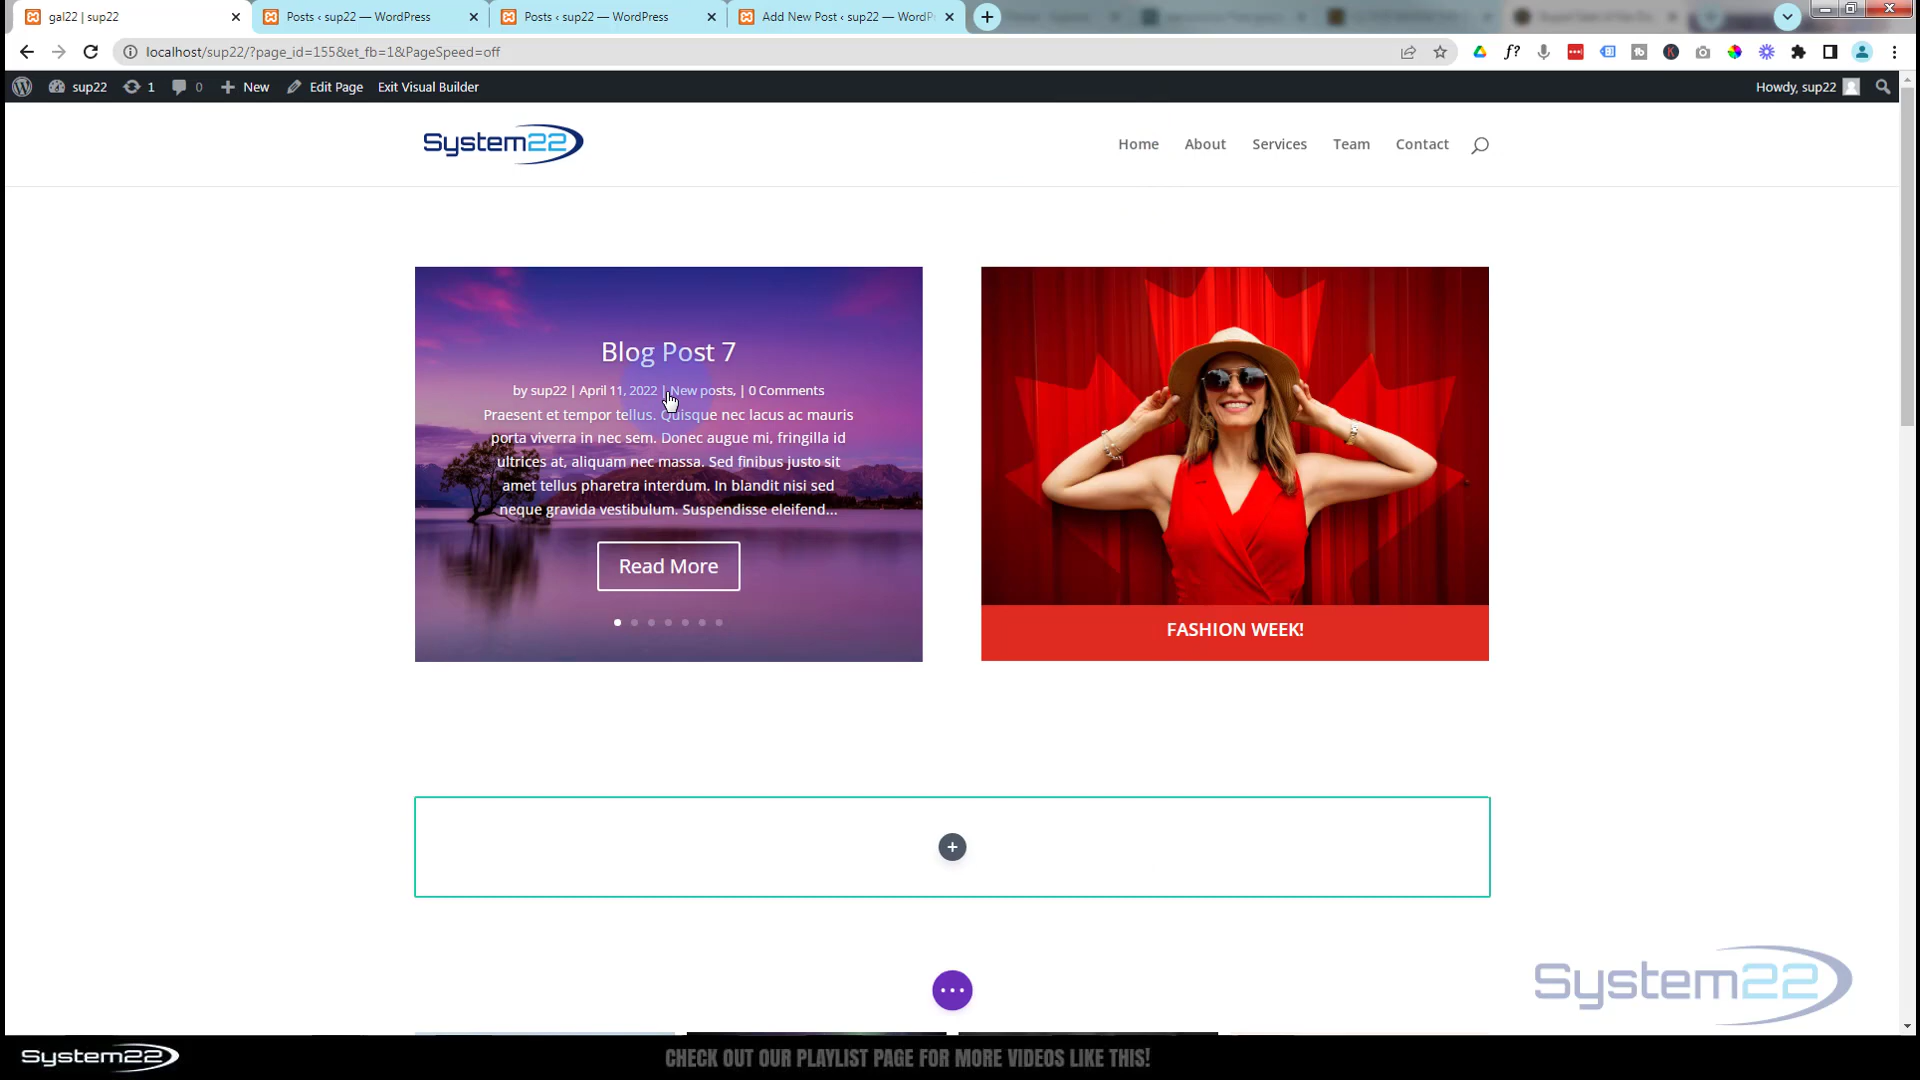 gal22 | sup22
Posts ‹ sup22 — WordPress
Posts ‹ sup22 — WordPress
Add New Post ‹ sup22 — WordP
localhost/sup22/?page_id=155&et_fb=1&PageSpeed=off
sup22
1
0
New
Edit Page
Exit Visual Builder
Howdy, sup22
System22
Home
About
Services
Team
Contact
Blog Post 7
by sup22 | April 11, 2022 | New posts, | 0 Comments
Praesent et tempor tellus. Quisque nec lacus ac mauris
porta viverra in nec sem. Donec augue mi, fringilla id
ultrices at, aliquam nec massa. Sed finibus justo sit
amet tellus pharetra interdum. In blandit nisi sed
neque gravida vestibulum. Suspendisse eleifend...
Read More
FASHION WEEK!
System22
System22
CHECK OUT OUR PLAYLIST PAGE FOR MORE VIDEOS LIKE THIS!